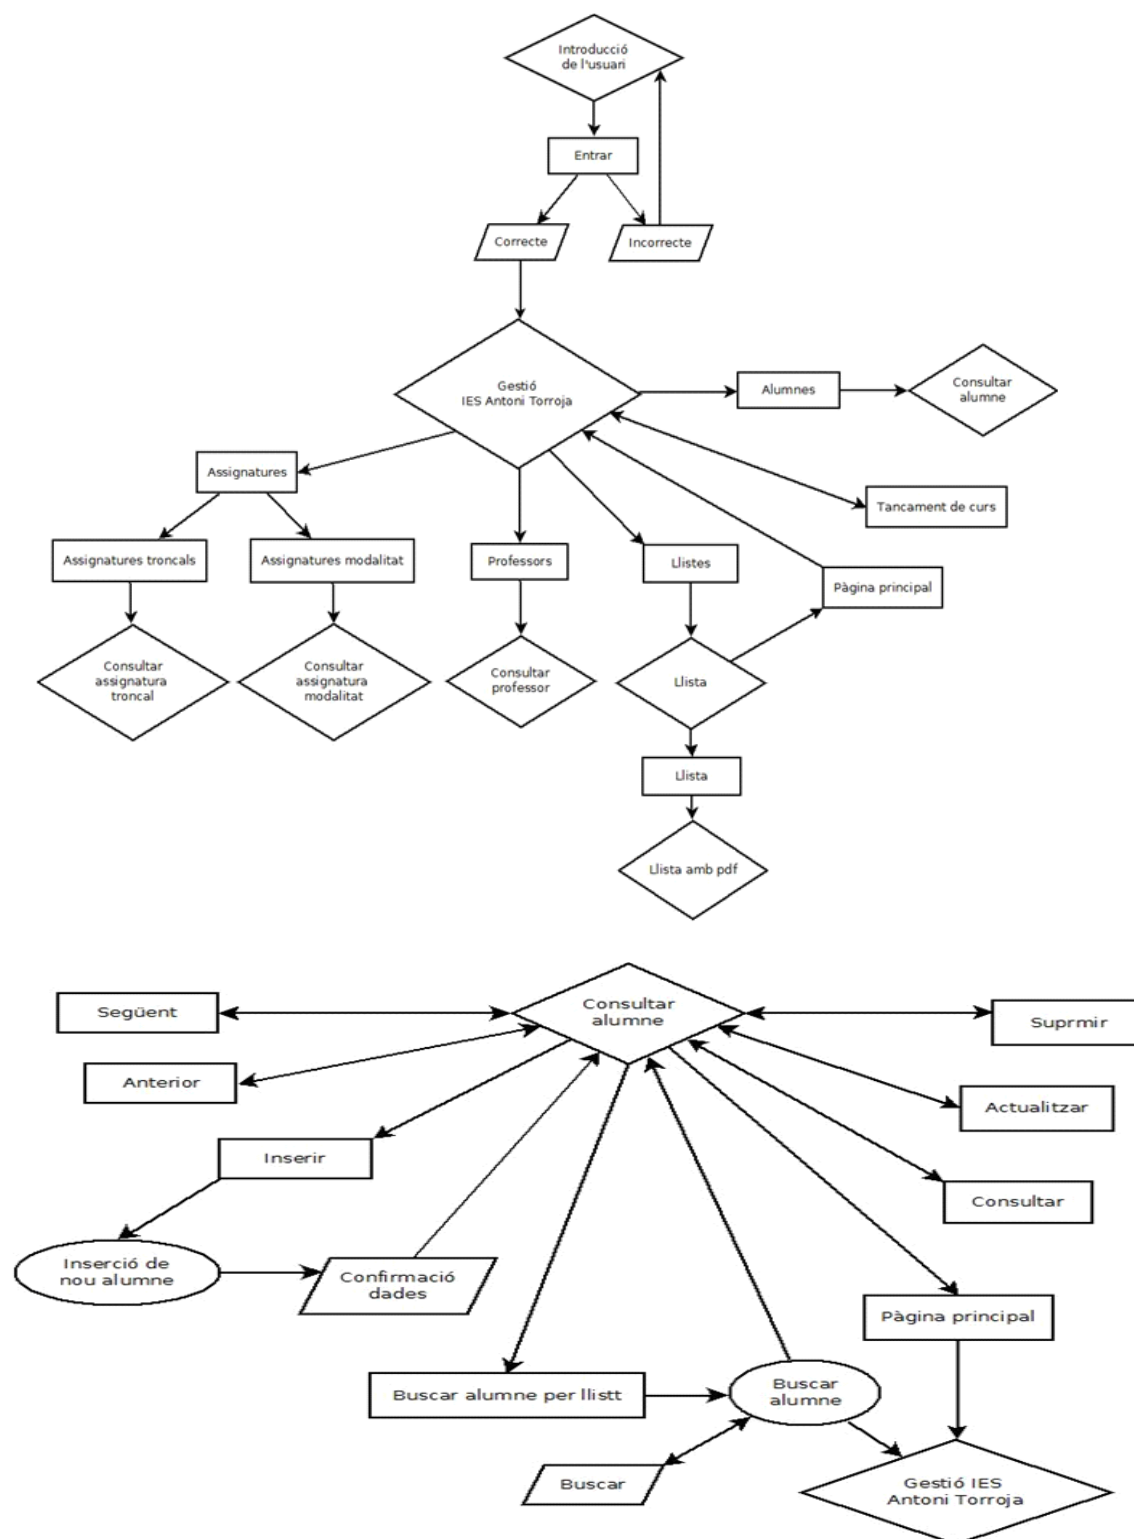 Introducció
de l'usuari
Entrar
Correcte
Incorrecte
Gestió
IES Antoni Torroja
Alumnes
Consultar
alumne
Assignatures
Tancament de curs
Assignatures troncals
Assignatures modalitat
Professors
Llistes
Pàgina principal
Consultar
assignatura
troncal
Consultar
assignatura
modalitat
Consultar
professor
Llista
Llista
Llista amb pdf
Consultar
alumne
Següent
Suprmir
Anterior
Actualitzar
Inserir
Consultar
Inserció de
nou alumne
Confirmació
dades
Pàgina principal
Buscar alumne per llistt
Buscar
alumne
Buscar
Gestió IES
Antoni Torroja